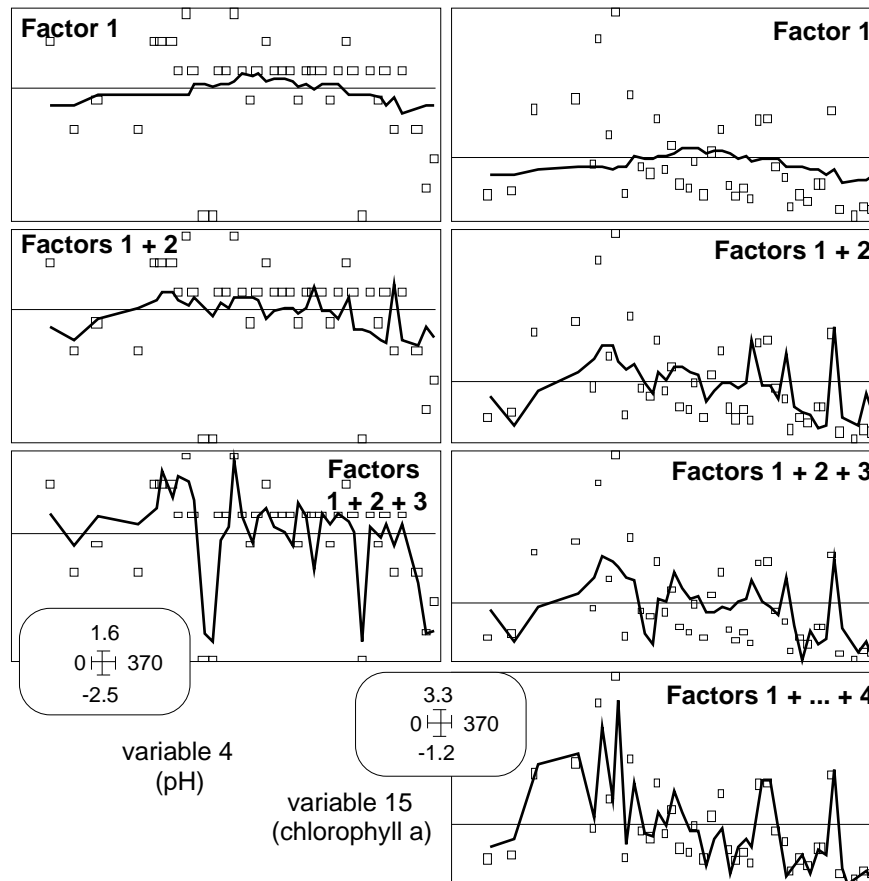 Factor 1
Factor 1
Factors 1 + 2
Factors 1 + 2
Factors
1 + 2 + 3
Factors 1 + 2 + 3
1.6
0 370
-2.5
Factors 1 + ... + 4
3.3
0 370
-1.2
variable 4
(pH)
variable 15
(chlorophyll a)